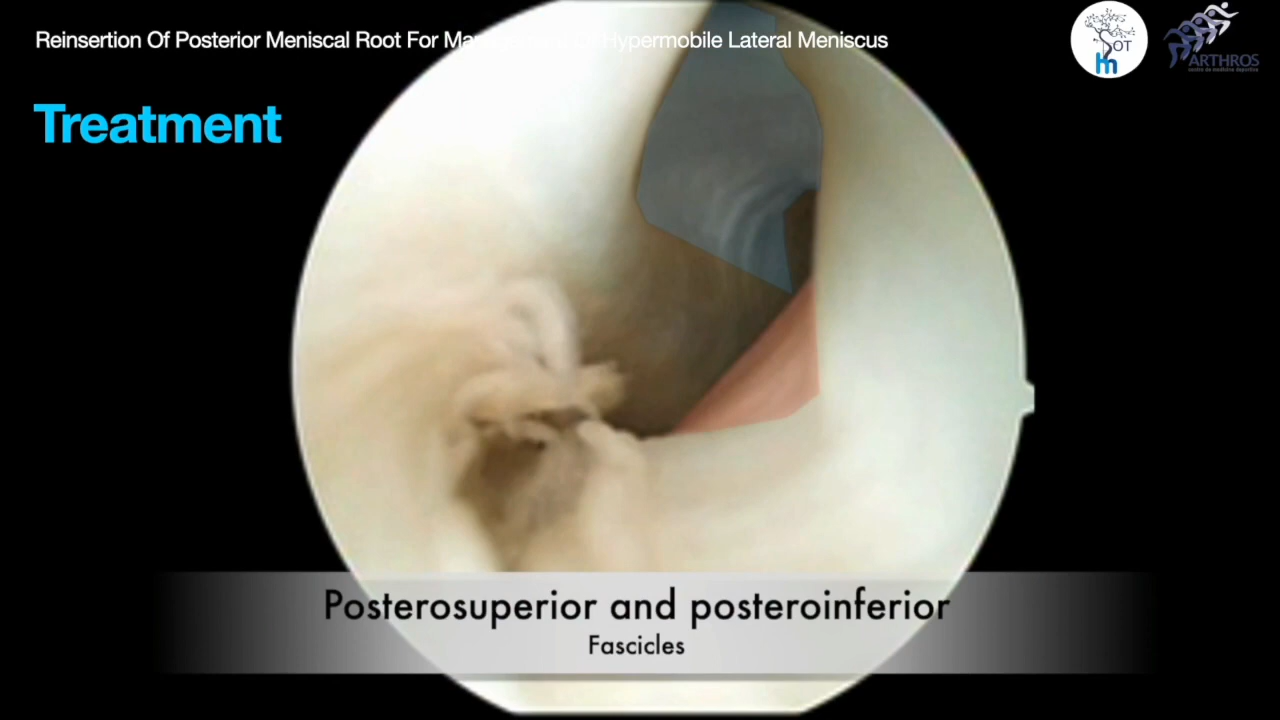 Reinsertion Of Posterior Meniscal Root For Hypermobile Lateral Meniscus
OT
ARTHROS
Treatment
Posterosuperior and posteroinferior
Fascicles